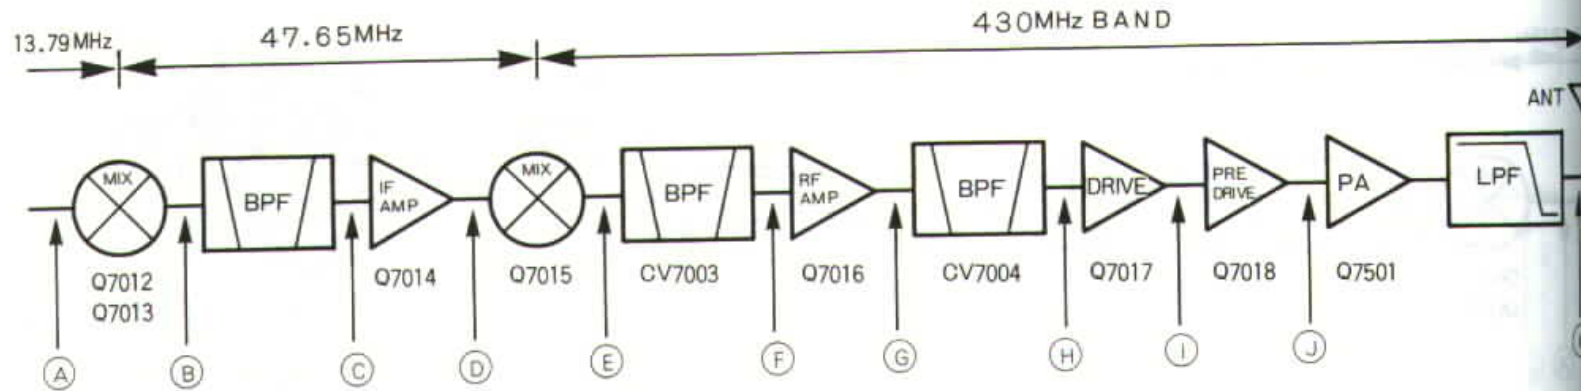 13.79MHz 47.65MHz 430MHz BAND
ANT
MIX BPF IF AMP MIX BPF RF AMP BPF DRIVE PRE DRIVE PA LPF
Q7012 Q7014 Q7015 CV7003 Q7016 CV7004 Q7017 Q7018 Q7501
Q7013
A B C D E F G H I J